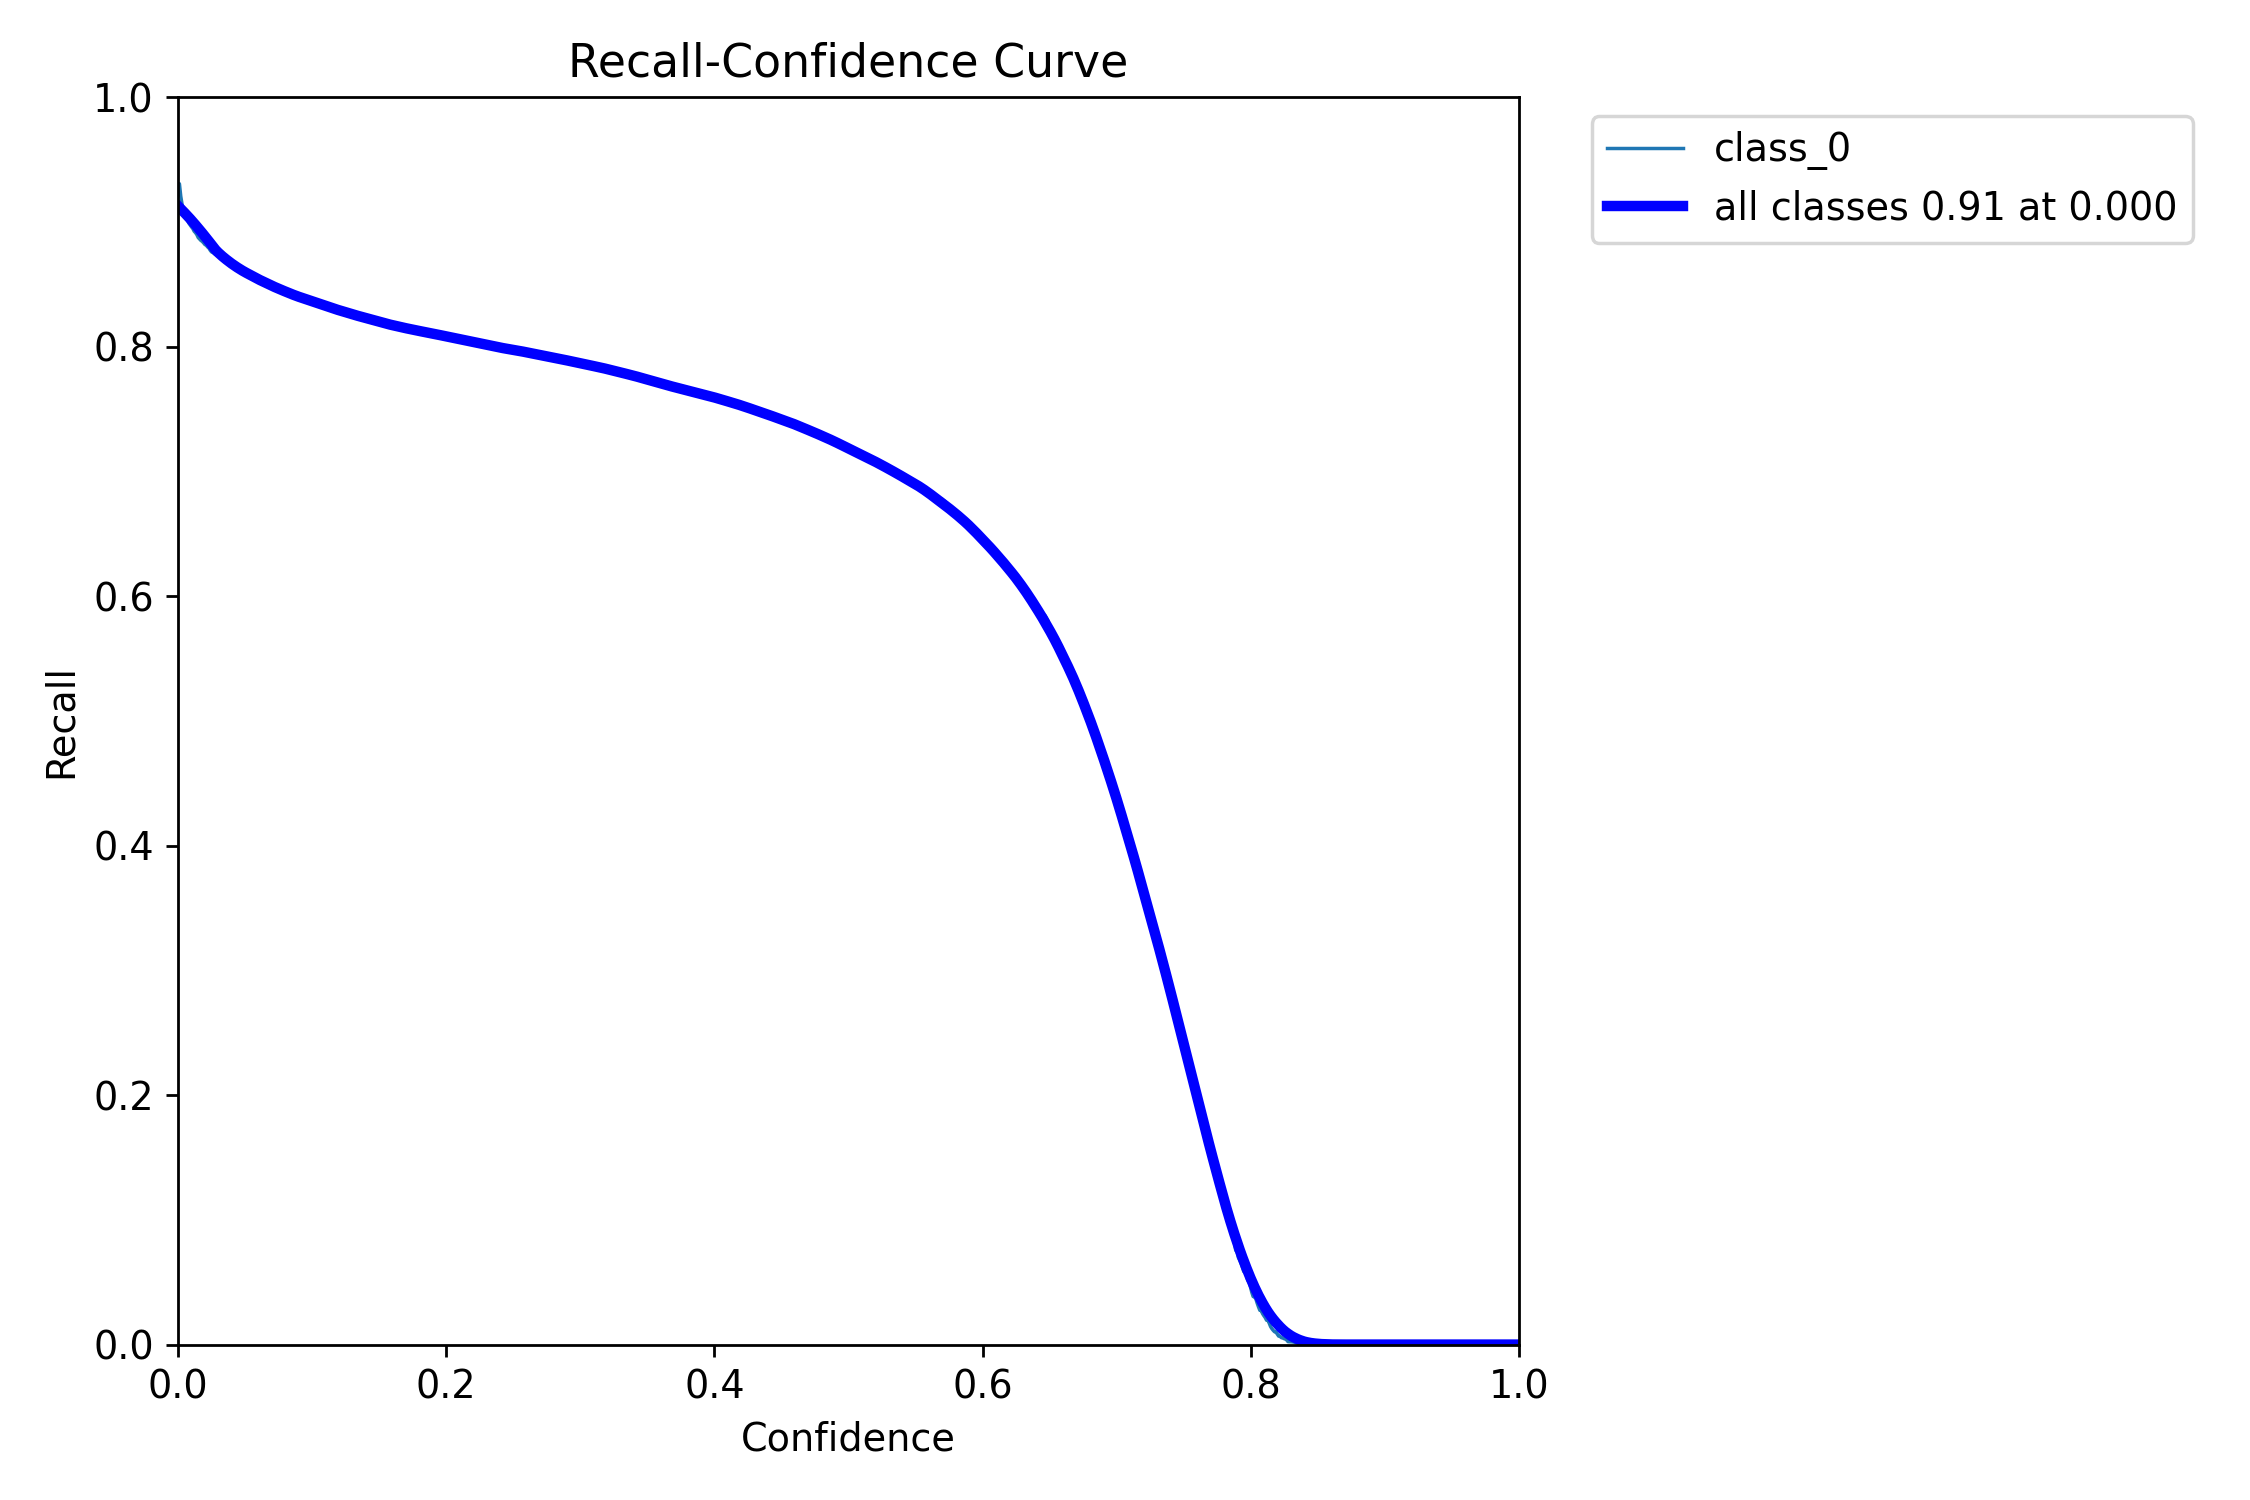 Recall-Confidence Curve
1.0
0.8
0.6
0.4
0.2
0.0
Recall
0.0 0.2 0.4 0.6 0.8 1.0
Confidence
class_0
all classes 0.91 at 0.000